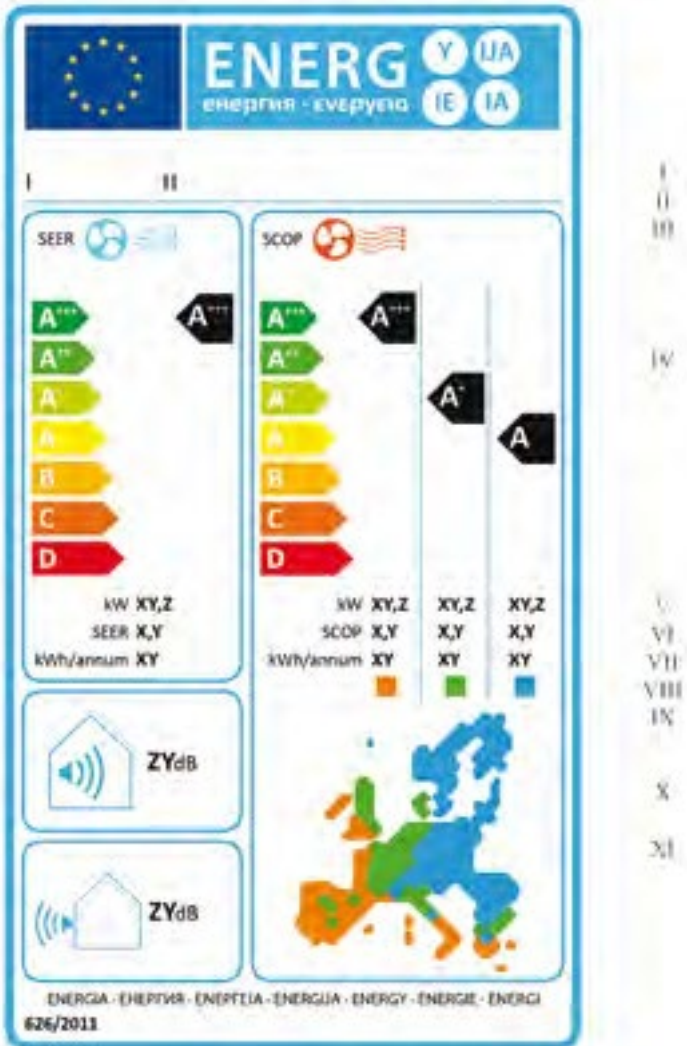 ENERG Y IJA
енергия · ενεργεια IE IA
I II
I
II
III
SEER SCOP
A+++ A+++ A+++ A+++
A++ A++
A+ A+ A+
A A A
B B
C C
D D
IV
kW XY,Z kW XY,Z XY,Z XY,Z
V
SEER X,Y SCOP X,Y X,Y X,Y
VI
kWh/annum XY kWh/annum XY XY XY
VII
VIII
IX
ZYdB
X
XI
ZYdB
ENERGIA · ЕНЕРГИЯ · ΕΝΕΡΓΕΙΑ · ENERGIJA · ENERGY · ENERGIE · ENERGI
626/2011